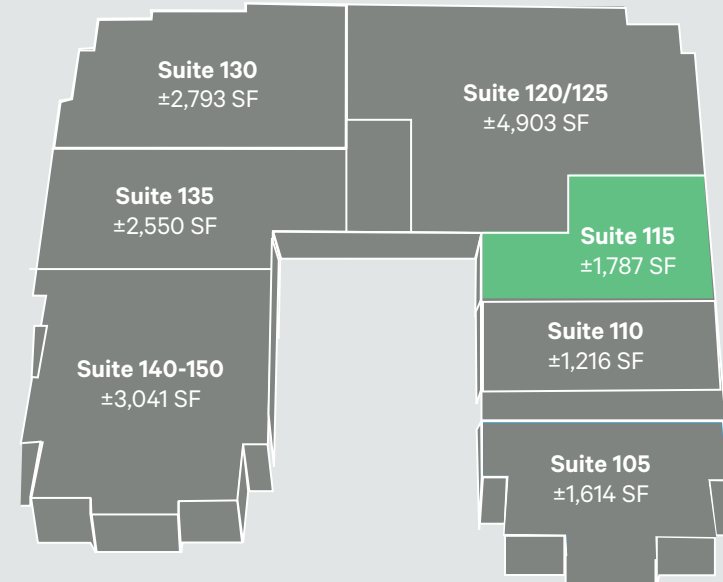 Suite 130
±2,793 SF
Suite 120/125
±4,903 SF
Suite 135
±2,550 SF
Suite 115
±1,787 SF
Suite 110
±1,216 SF
Suite 140-150
±3,041 SF
Suite 105
±1,614 SF